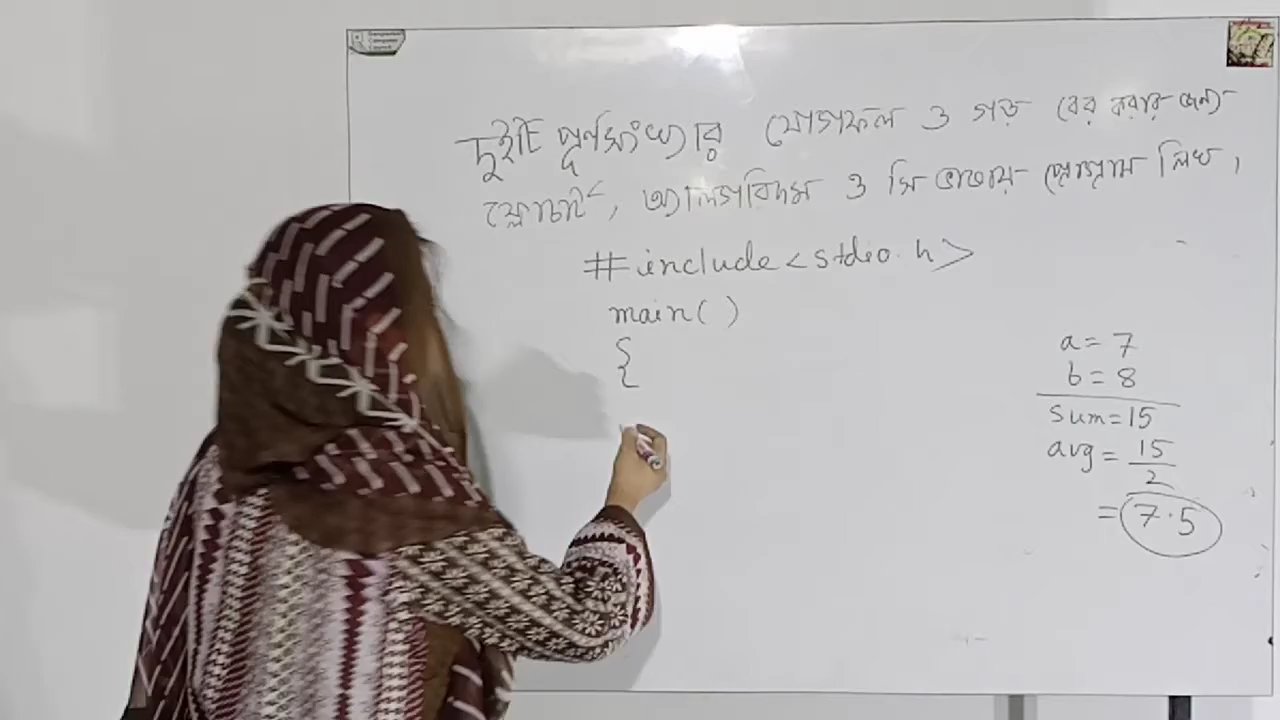 দুইটি পূর্ণসংখ্যার যোগফল ও গড় বের করার জন্য
ফ্লোচার্ট, অ্যালগরিদম ও সি ভাষায় প্রোগ্রাম লিখ,
#include<stdio.h>
main( )
{
a = 7
b = 8
sum = 15
avg = 15
2
= 7.5